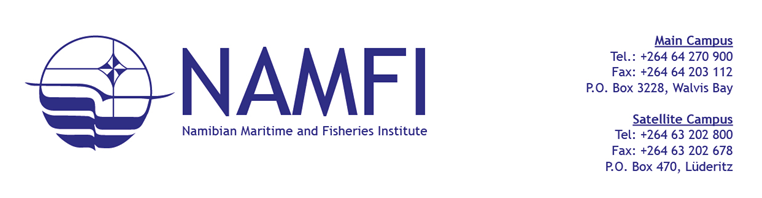 NAMFI
Namibian Maritime and Fisheries Institute
Main Campus
Tel.: +264 64 270 900
Fax: +264 64 203 112
P.O. Box 3228, Walvis Bay
Satellite Campus
Tel: +264 63 202 800
Fax: +264 63 202 678
P.O. Box 470, Lüderitz